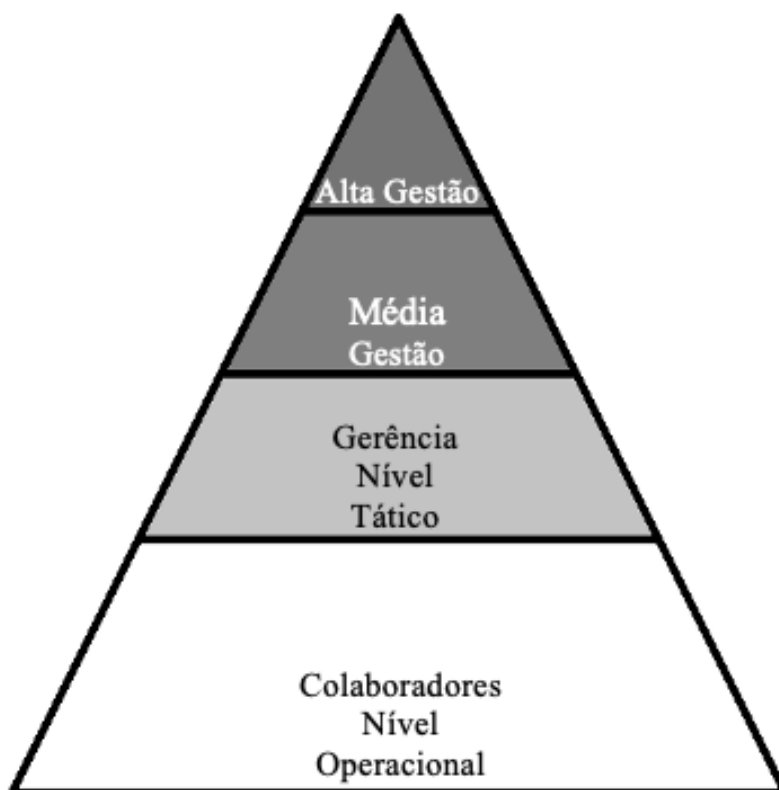 Alta Gestão
Média
Gestão
Gerência
Nível
Tático
Colaboradores
Nível
Operacional